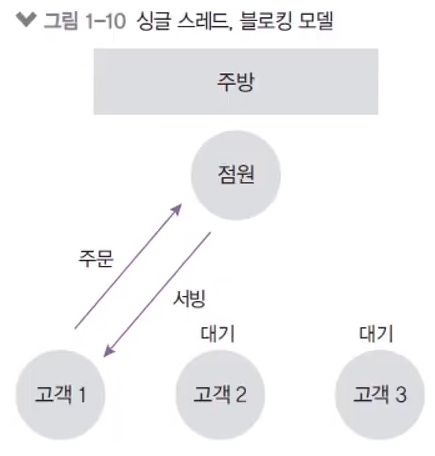 그림 1-10 싱글 스레드, 블로킹 모델
주방
점원
주문
서빙
대기
대기
고객 1
고객 2
고객 3